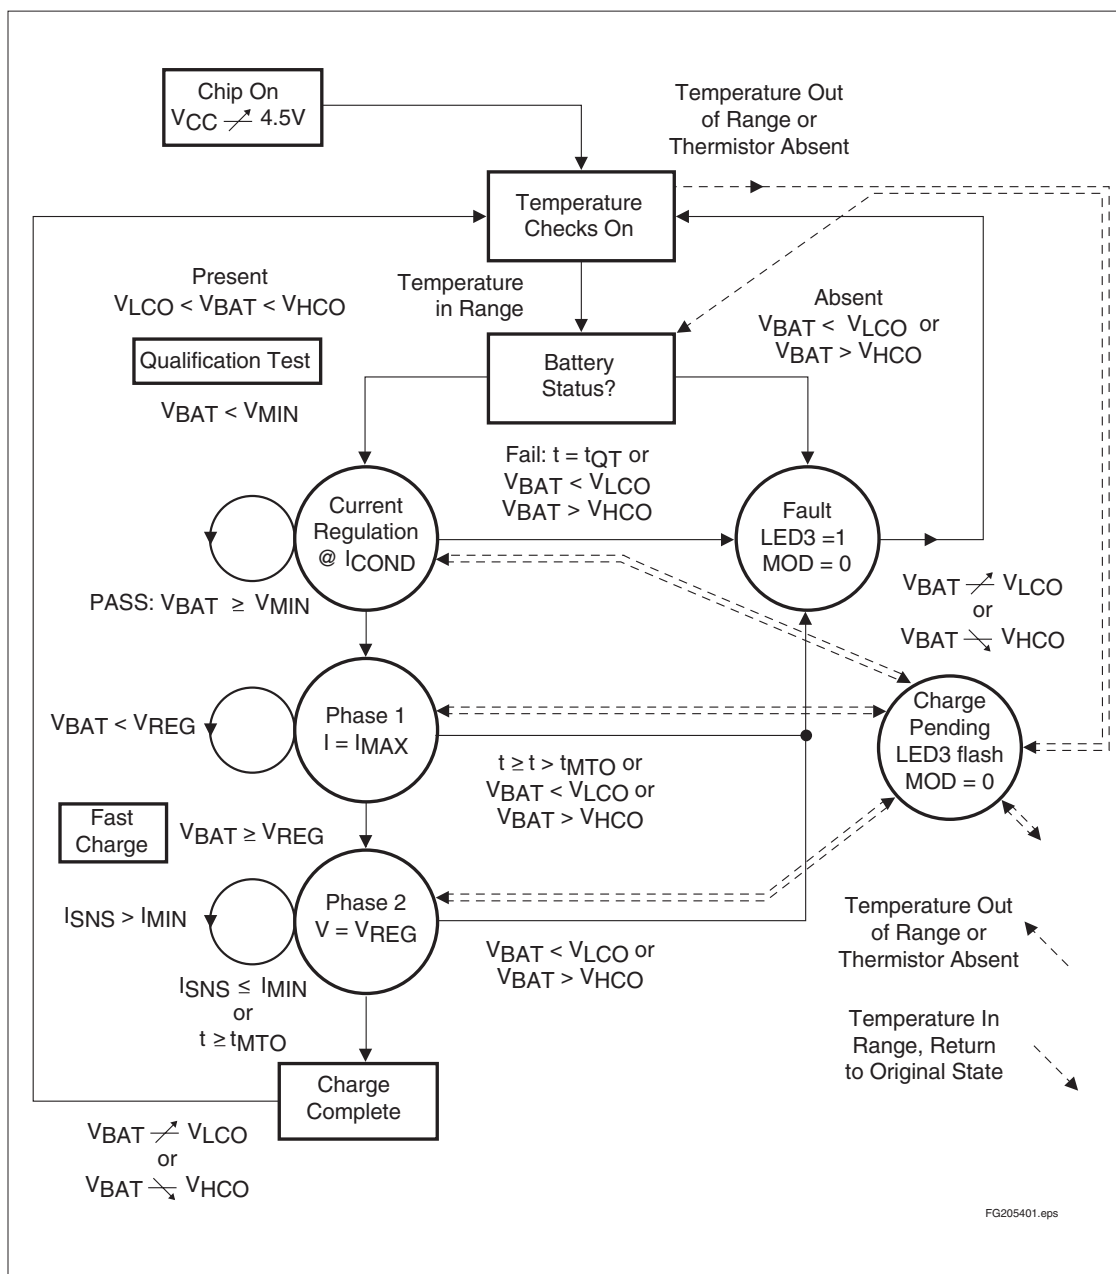 Chip On
VCC 4.5V
Temperature Out
of Range or
Thermistor Absent
Temperature
Checks On
Present
VLCO < VBAT < VHCO
Temperature
in Range
Absent
VBAT < VLCO or
VBAT > VHCO
Qualification Test
VBAT < VMIN
Battery
Status?
Fail: t = tQT or
VBAT < VLCO
VBAT > VHCO
Current
Regulation
@ ICOND
Fault
LED3 =1
MOD = 0
PASS: VBAT ≥ VMIN
VBAT VLCO
or
VBAT VHCO
VBAT < VREG
Phase 1
I = IMAX
Charge
Pending
LED3 flash
MOD = 0
t ≥ t > tMTO or
VBAT < VLCO or
VBAT > VHCO
Fast
Charge
VBAT ≥ VREG
ISNS > IMIN
Phase 2
V = VREG
VBAT < VLCO or
VBAT > VHCO
Temperature Out
of Range or
Thermistor Absent
ISNS ≤ IMIN
or
t ≥ tMTO
Temperature In
Range, Return
to Original State
Charge
Complete
VBAT VLCO
or
VBAT VHCO
FG205401.eps